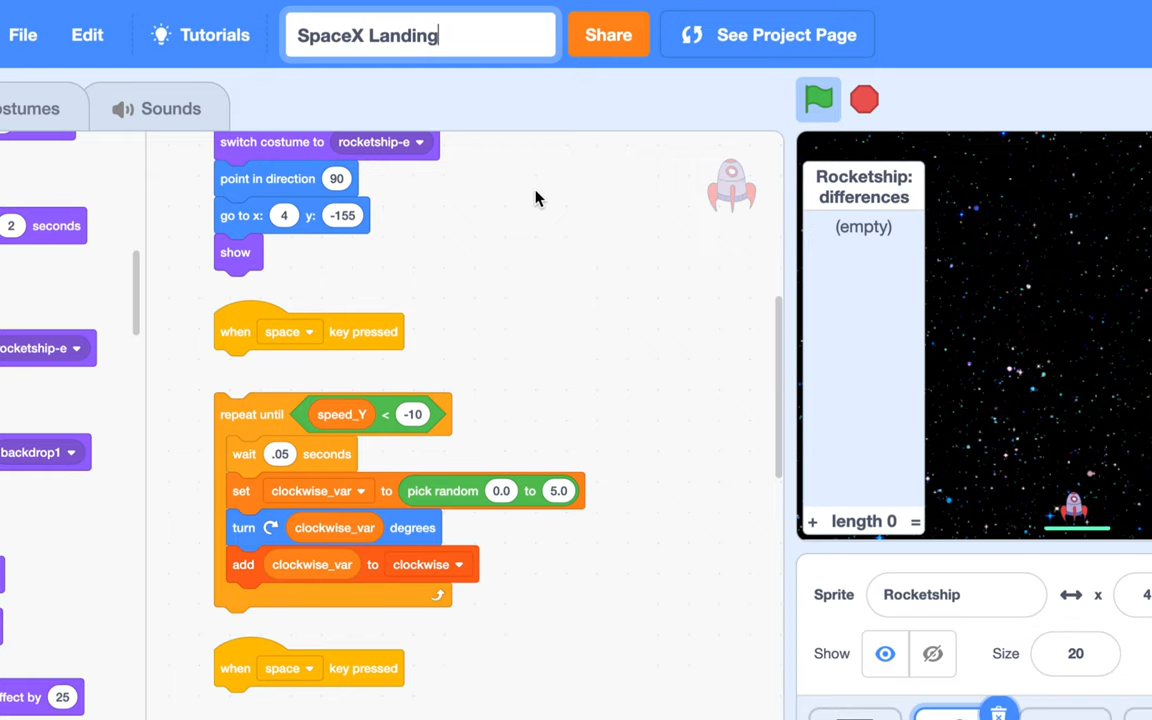 File Edit Tutorials SpaceX Landing Share See Project Page
ostumes Sounds
switch costume to rocketship-e
point in direction 90
go to x: 4 y: -155
show
2 seconds
when space key pressed
ocketship-e
repeat until speed_Y < -10
wait .05 seconds
set clockwise_var to pick random 0.0 to 5.0
turn clockwise_var degrees
add clockwise_var to clockwise
backdrop1
when space key pressed
ffect by 25
Rocketship:
differences
(empty)
+ length 0 =
Sprite Rocketship x 4
Show Size 20